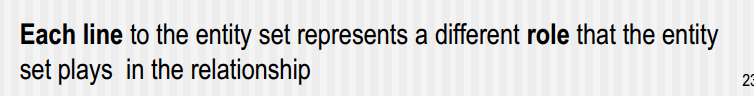 Each line to the entity set represents a different role that the entity
set plays in the relationship
23